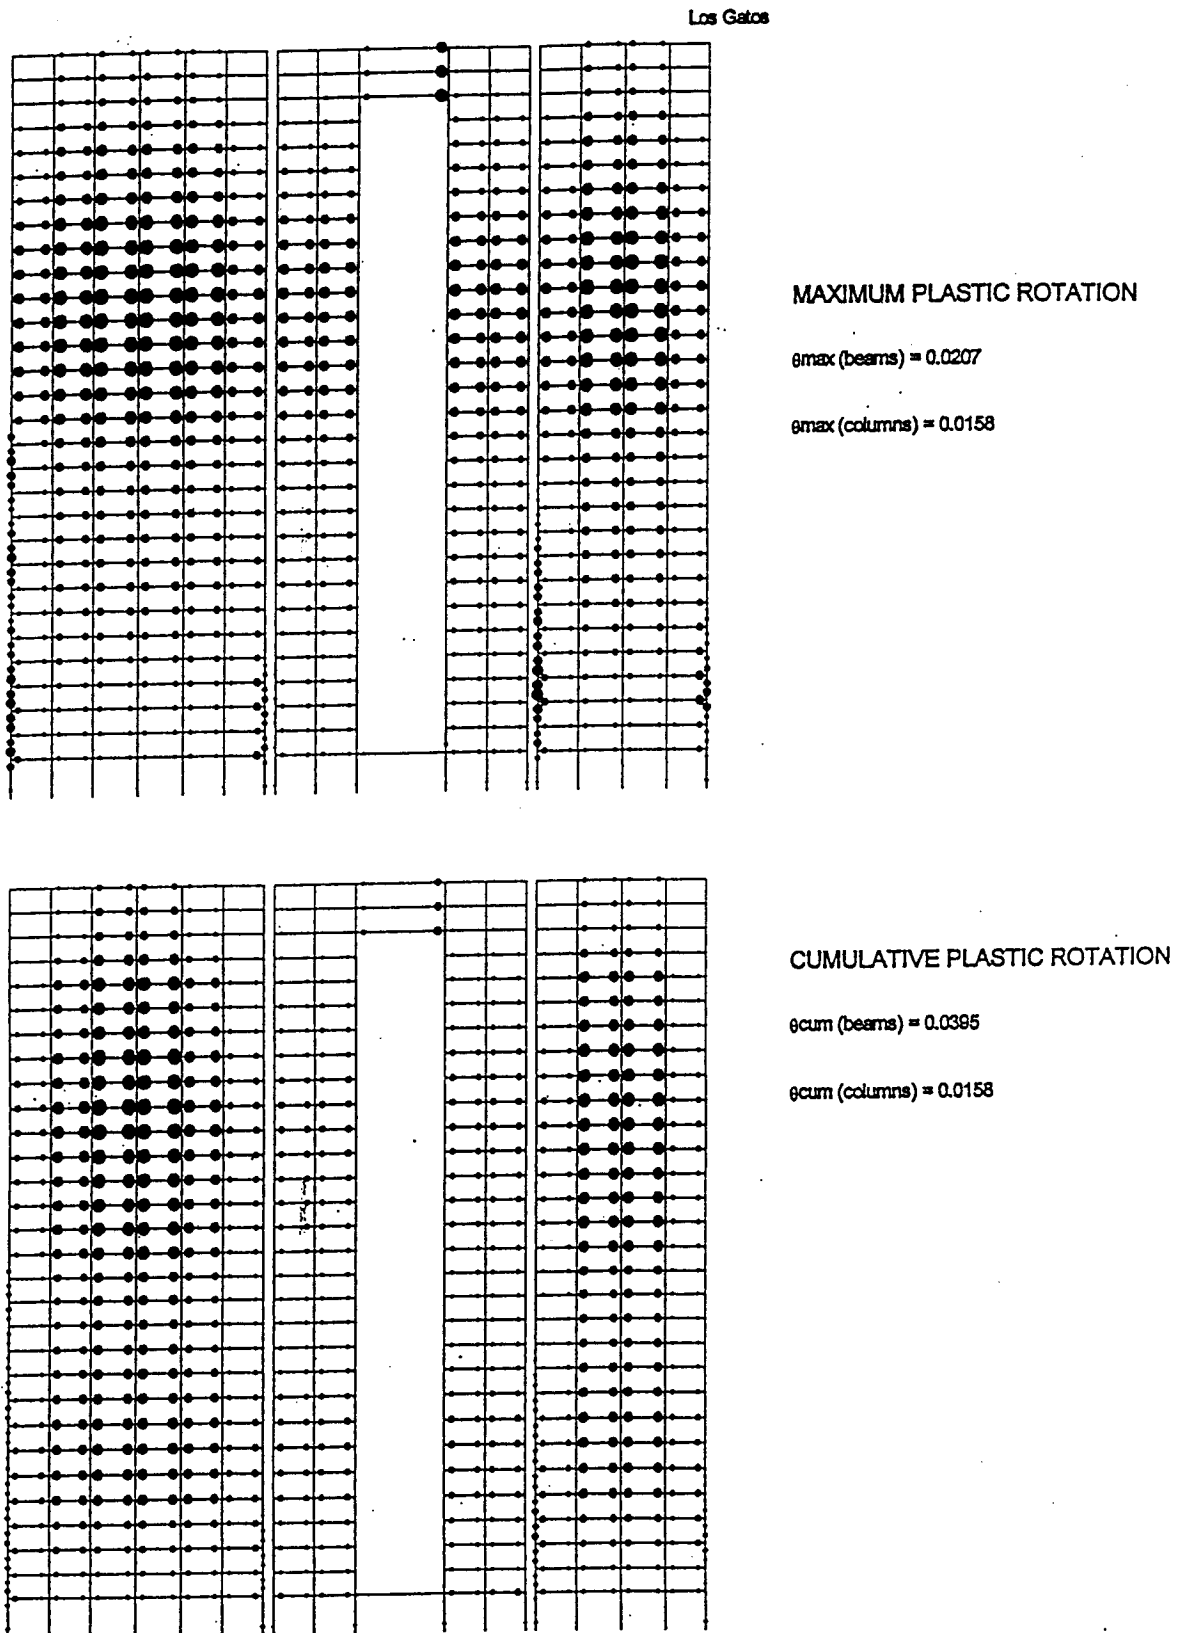 Los Gatos
MAXIMUM PLASTIC ROTATION
θmax (beams) = 0.0207
θmax (columns) = 0.0158
CUMULATIVE PLASTIC ROTATION
θcum (beams) = 0.0395
θcum (columns) = 0.0158